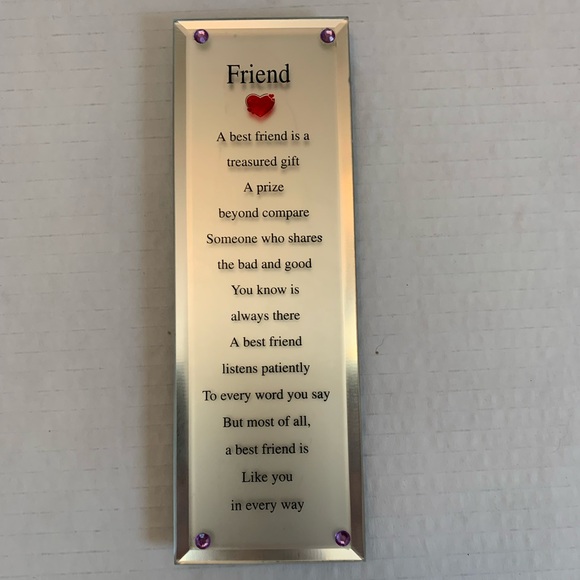 Friend
A best friend is a
treasured gift
A prize
beyond compare
Someone who shares
the bad and good
You know is
always there
A best friend
listens patiently
To every word you say
But most of all,
a best friend is
Like you
in every way